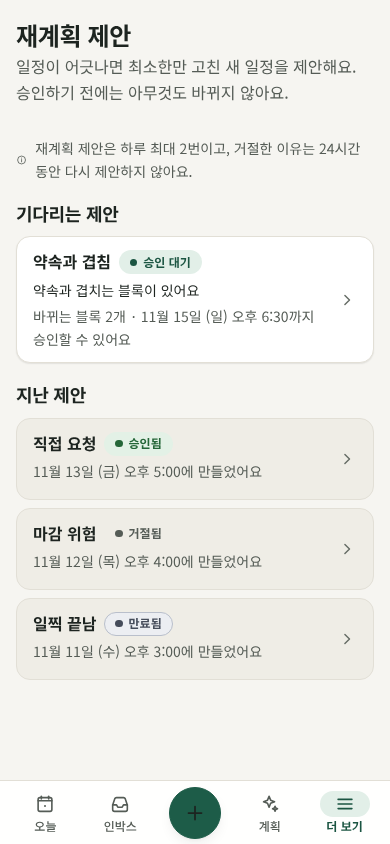 재계획 제안
일정이 어긋나면 최소한만 고친 새 일정을 제안해요.
승인하기 전에는 아무것도 바뀌지 않아요.
재계획 제안은 하루 최대 2번이고, 거절한 이유는 24시간
동안 다시 제안하지 않아요.
기다리는 제안
약속과 겹침 승인 대기
약속과 겹치는 블록이 있어요
바뀌는 블록 2개 · 11월 15일 (일) 오후 6:30까지
승인할 수 있어요
지난 제안
직접 요청 승인됨
11월 13일 (금) 오후 5:00에 만들었어요
마감 위험 거절됨
11월 12일 (목) 오후 4:00에 만들었어요
일찍 끝남 만료됨
11월 11일 (수) 오후 3:00에 만들었어요
오늘 인박스 계획 더 보기